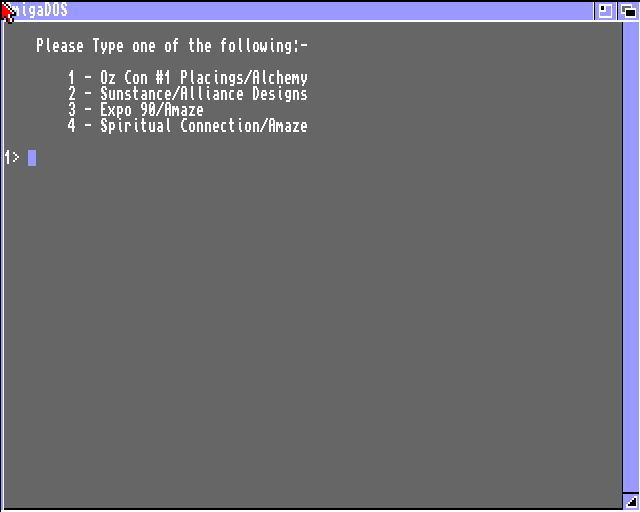 migaDOS
Please Type one of the following:-
1 - Oz Con #1 Placings/Alchemy
2 - Sunstance/Alliance Designs
3 - Expo 90/Amaze
4 - Spiritual Connection/Amaze
1>